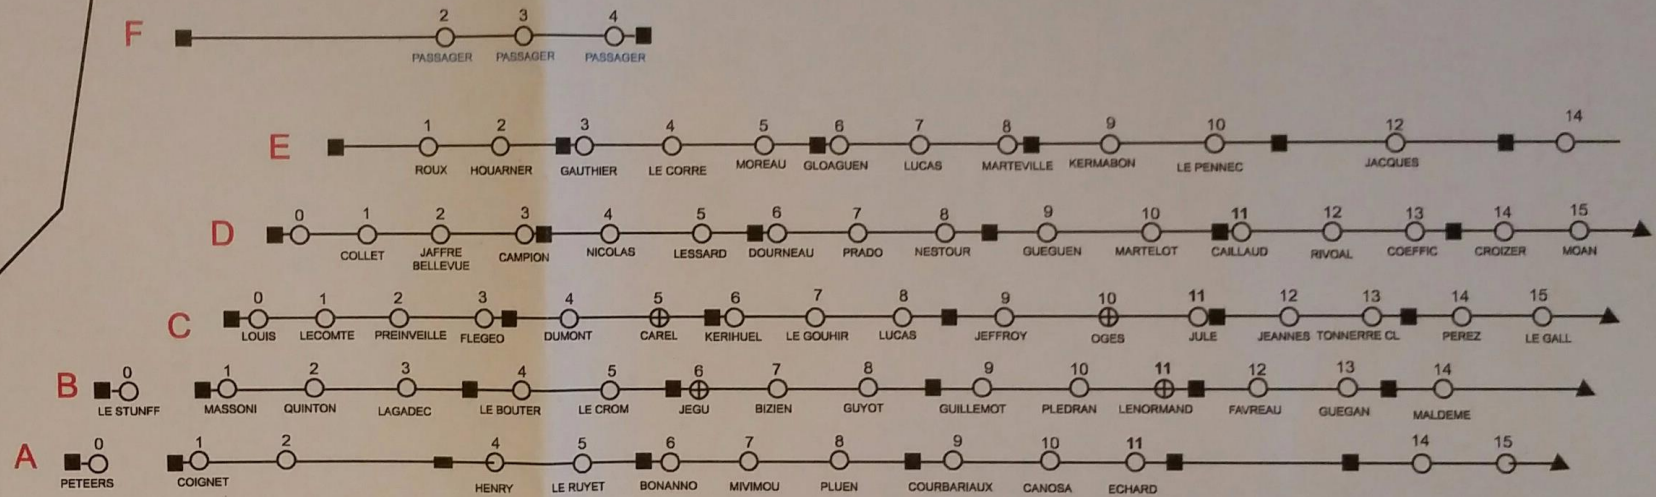 F 2 3 4
PASSAGER PASSAGER PASSAGER
E 1 2 3 4 5 6 7 8 9 10 12 14
ROUX HOUARNER GAUTHIER LE CORRE MOREAU GLOAGUEN LUCAS MARTEVILLE KERMABON LE PENNEC JACQUES
D 0 1 2 3 4 5 6 7 8 9 10 11 12 13 14 15
COLLET JAFFRE CAMPION NICOLAS LESSARD DOURNEAU PRADO NESTOUR GUEGUEN MARTELOT CAILLAUD RIVOAL COEFFIC CROIZER MOAN
BELLEVUE
C 0 1 2 3 4 5 6 7 8 9 10 11 12 13 14 15
LOUIS LECOMTE PREINVEILLE FLEGEO DUMONT CAREL KERIHUEL LE GOUHIR LUCAS JEFFROY OGES JULE JEANNES TONNERRE CL PEREZ LE GALL
B 0 1 2 3 4 5 6 7 8 9 10 11 12 13 14
LE STUNFF MASSONI QUINTON LAGADEC LE BOUTER LE CROM JEGU BIZIEN GUYOT GUILLEMOT PLEDRAN LENORMAND FAVREAU GUEGAN MALDEME
A 0 1 2 4 5 6 7 8 9 10 11 14 15
PETEERS COIGNET HENRY LE RUYET BONANNO MIVIMOU PLUEN COURBARIAUX CANOSA ECHARD